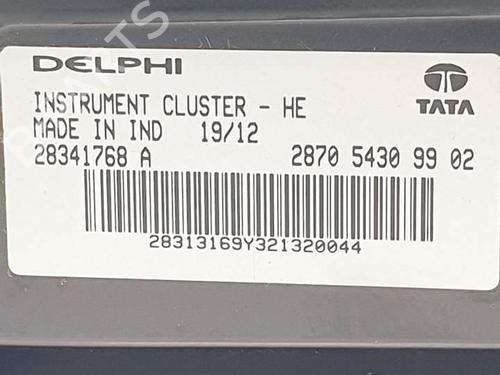 DELPHI
TATA
INSTRUMENT CLUSTER - HE
MADE IN IND 19/12
28341768 A 2870 5430 99 02
28313169Y321320044